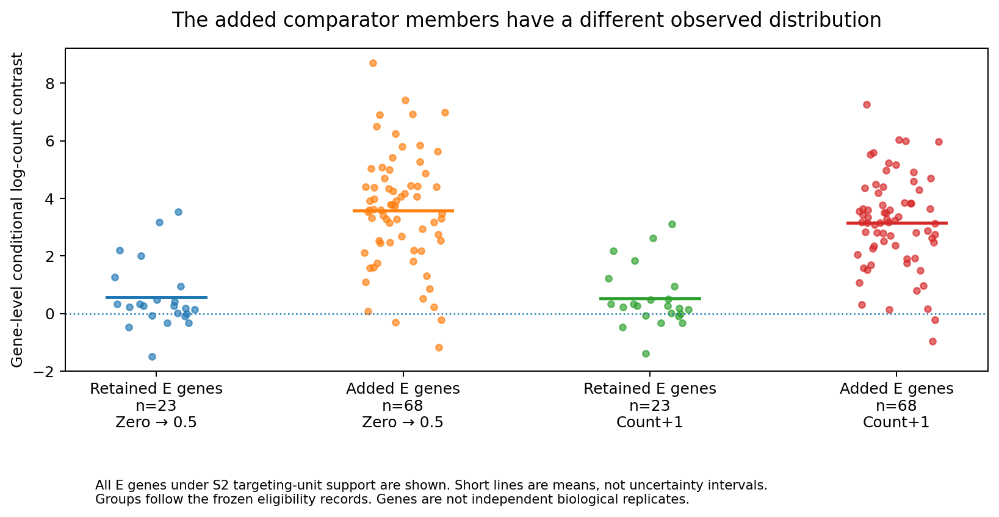 The added comparator members have a different observed distribution
Gene-level conditional log-count contrast
8
6
4
2
0
−2
Retained E genes
n=23
Zero → 0.5
Added E genes
n=68
Zero → 0.5
Retained E genes
n=23
Count+1
Added E genes
n=68
Count+1
All E genes under S2 targeting-unit support are shown. Short lines are means, not uncertainty intervals.
Groups follow the frozen eligibility records. Genes are not independent biological replicates.